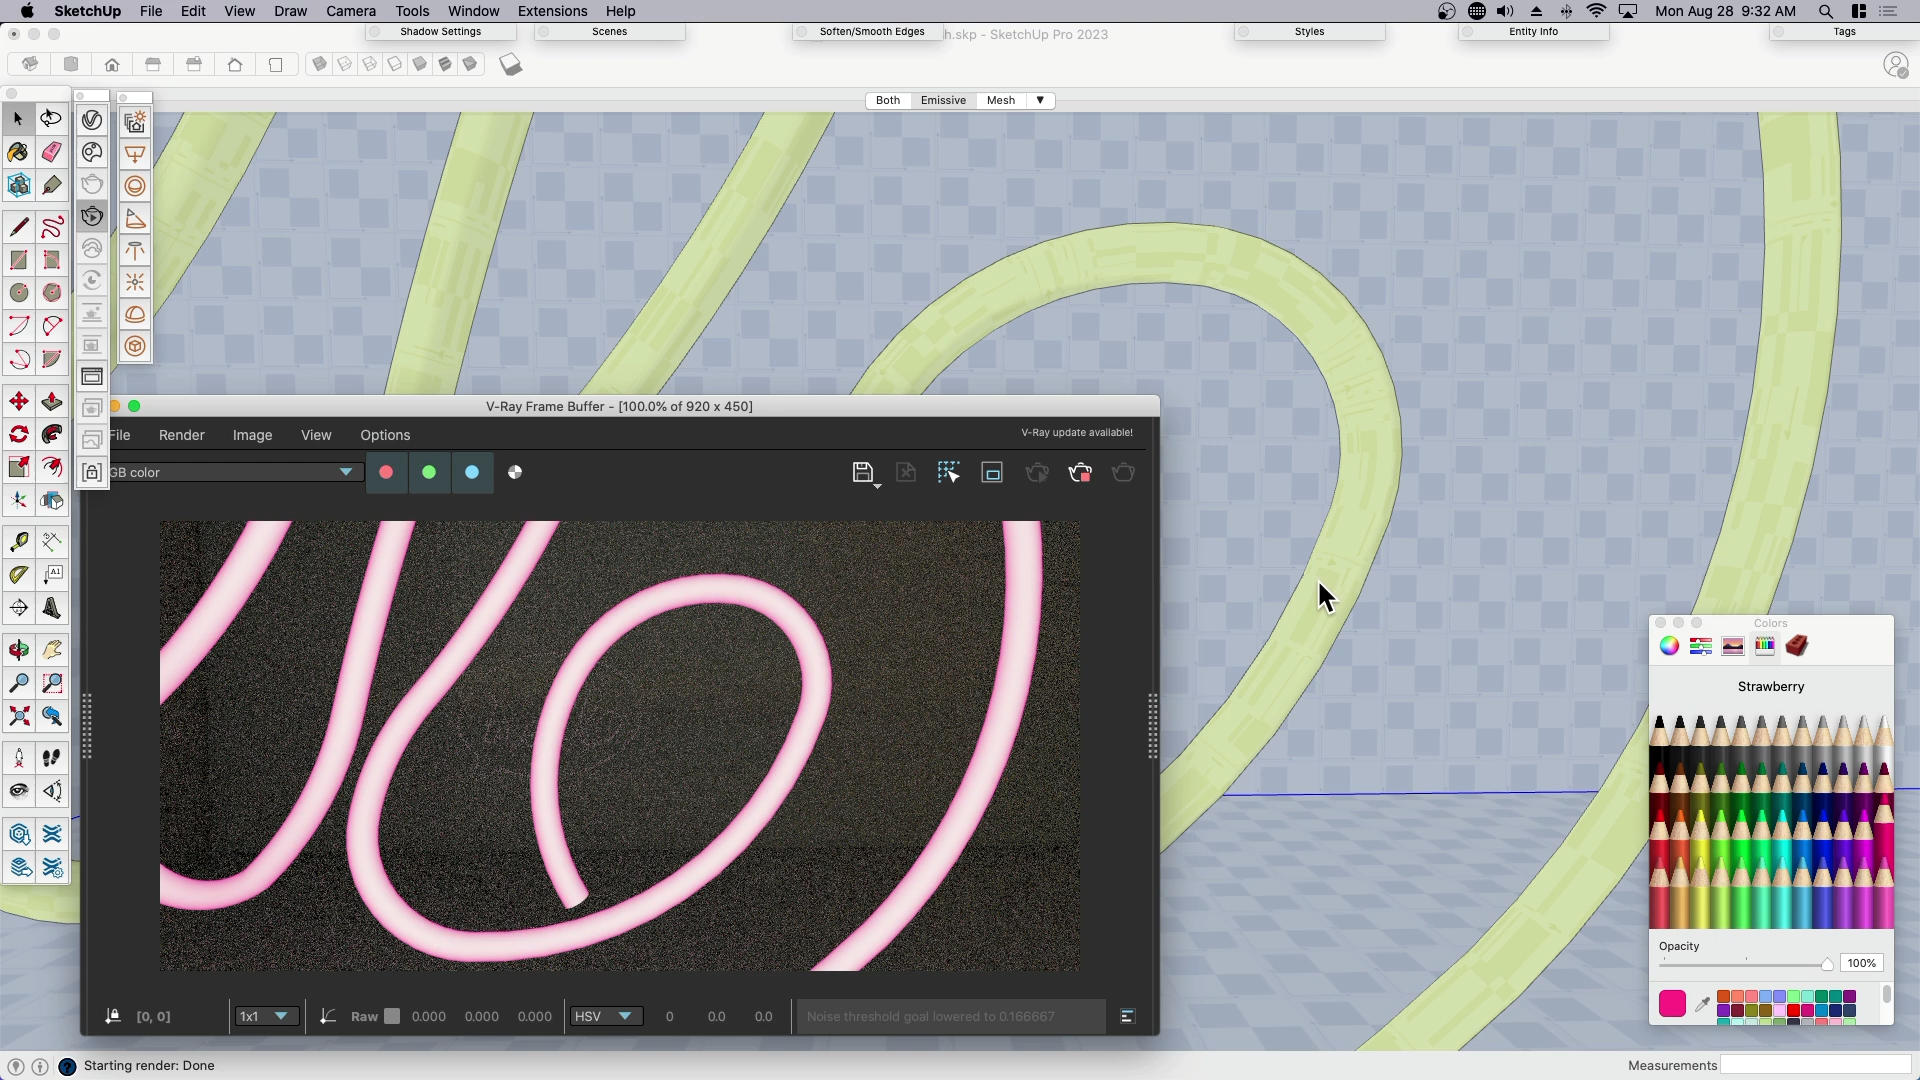 SketchUp File Edit View Draw Camera Tools Window Extensions Help Mon Aug 28 9:32 AM
Shadow Settings Scenes Soften/Smooth Edges h.skp - SketchUp Pro 2023 Styles Entity Info Tags
Both Emissive Mesh
A1
V-Ray Frame Buffer - [100.0% of 920 x 450]
File Render Image View Options V-Ray update available!
GB color
Colors
Strawberry
Opacity
100%
[0, 0] 1x1 Raw 0.000 0.000 0.000 HSV 0 0.0 0.0 Noise threshold goal lowered to 0.166667
Starting render: Done Measurements